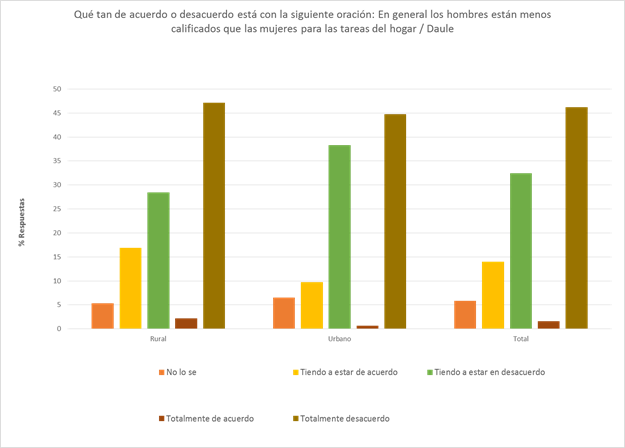 Qué tan de acuerdo o desacuerdo está con la siguiente oración: En general los hombres están menos
calificados que las mujeres para las tareas del hogar / Daule
50
45
40
35
30
25
20
15
10
5
0
% Respuestas
Rural
Urbano
Total
No lo se
Tiendo a estar de acuerdo
Tiendo a estar en desacuerdo
Totalmente de acuerdo
Totalmente desacuerdo